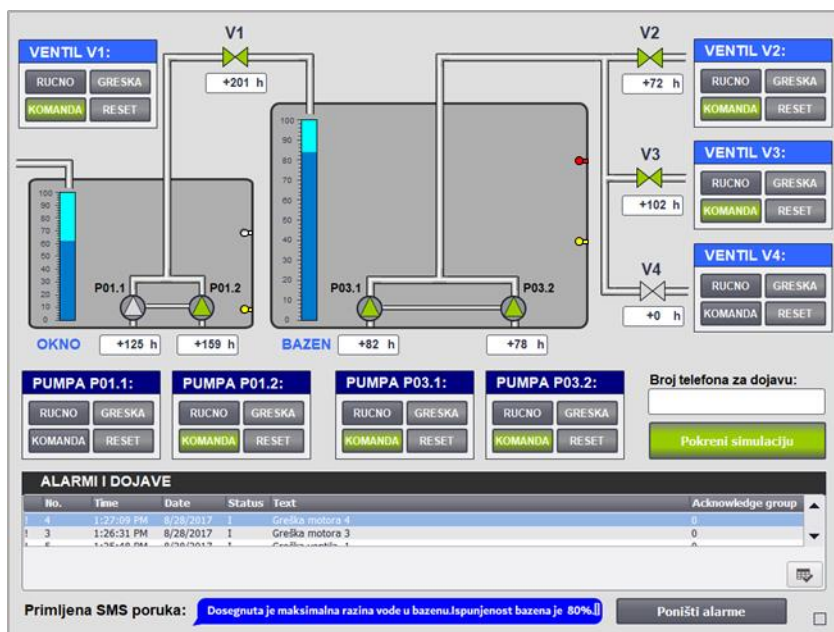 V1
VENTIL V1:
RUCNO GRESKA
KOMANDA RESET
+201 h
V2
+72 h
VENTIL V2:
RUCNO GRESKA
KOMANDA RESET
V3
+102 h
VENTIL V3:
RUCNO GRESKA
KOMANDA RESET
V4
+0 h
VENTIL V4:
RUCNO GRESKA
KOMANDA RESET
100
90
80
70
60
50
40
30
20
10
0
P01.1 P01.2
OKNO +125 h +159 h
100
90
80
70
60
50
40
30
20
10
0
P03.1 P03.2
BAZEN +82 h +78 h
PUMPA P01.1:
RUCNO GRESKA
KOMANDA RESET
PUMPA P01.2:
RUCNO GRESKA
KOMANDA RESET
PUMPA P03.1:
RUCNO GRESKA
KOMANDA RESET
PUMPA P03.2:
RUCNO GRESKA
KOMANDA RESET
Broj telefona za dojavu:
Pokreni simulaciju
ALARMI I DOJAVE
No. Time Date Status Text Acknowledge group
! 4 1:27:09 PM 8/28/2017 I Greška motora 4 0
! 3 1:26:31 PM 8/28/2017 I Greška motora 3 0
Primljena SMS poruka: Dosegnuta je maksimalna razina vode u bazenu.Ispunjenost bazena je 80%.
Poništi alarme